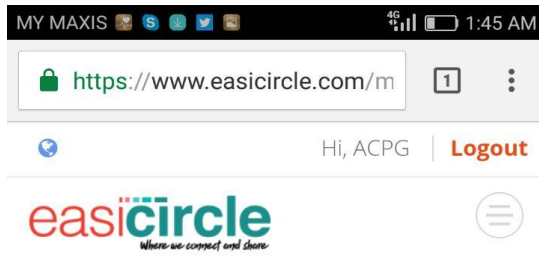 MY MAXIS 4G 1:45 AM
https://www.easicircle.com/m 1
Hi, ACPG Logout
easicircle
Where we connect and share